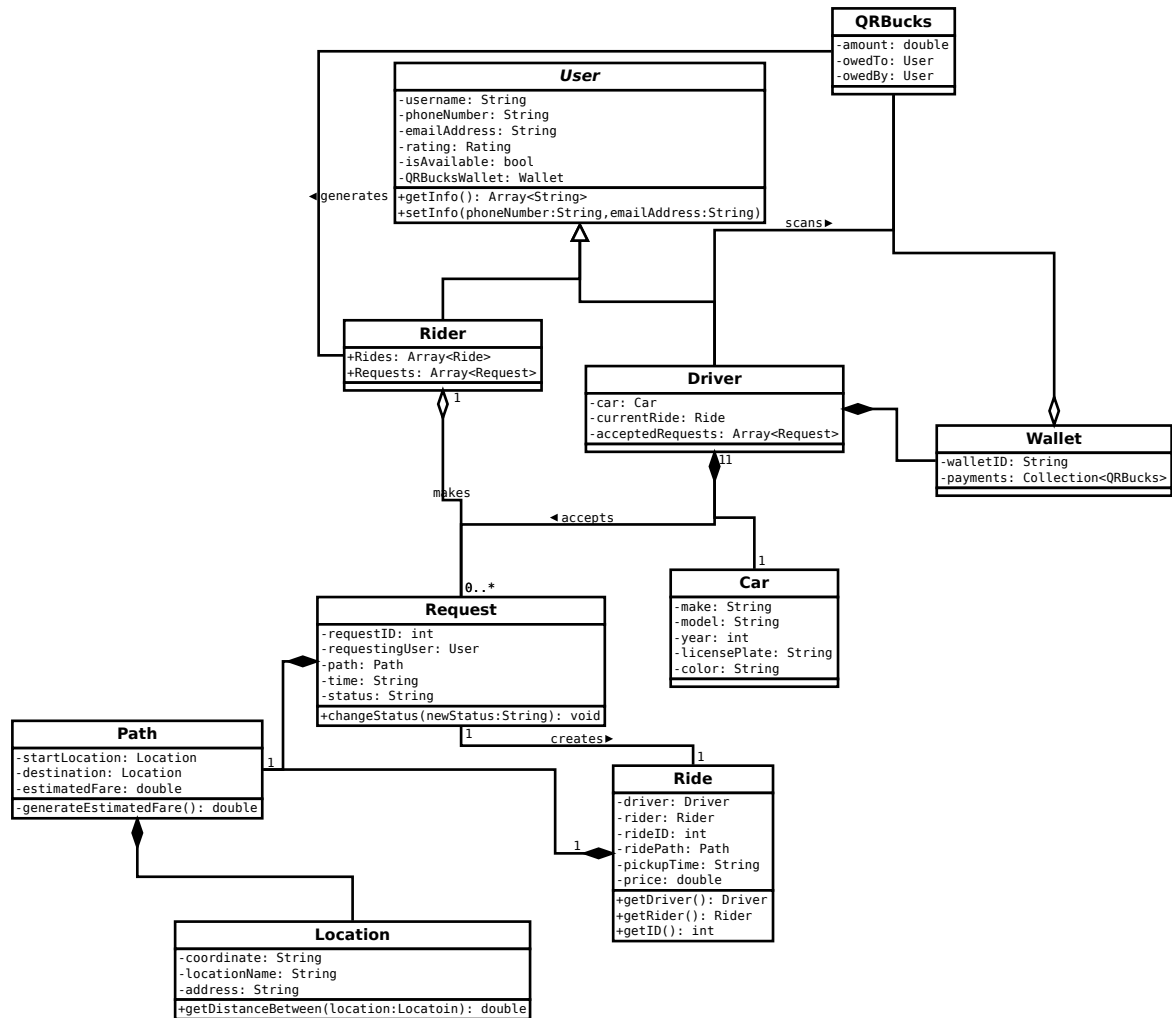 QRBucks
-amount: double
-owedTo: User
-owedBy: User
User
-username: String
-phoneNumber: String
-emailAddress: String
-rating: Rating
-isAvailable: bool
-QRBucksWallet: Wallet
+getInfo(): Array<String>
+setInfo(phoneNumber:String,emailAddress:String)
◄generates
scans►
Rider
+Rides: Array<Ride>
+Requests: Array<Request>
1
Driver
-car: Car
-currentRide: Ride
-acceptedRequests: Array<Request>
11
Wallet
-walletID: String
-payments: Collection<QRBucks>
makes
◄accepts
0..*
1
Car
-make: String
-model: String
-year: int
-licensePlate: String
-color: String
Request
-requestID: int
-requestingUser: User
-path: Path
-time: String
-status: String
+changeStatus(newStatus:String): void
1
creates►
1
Path
-startLocation: Location
-destination: Location
-estimatedFare: double
-generateEstimatedFare(): double
1
1
Ride
-driver: Driver
-rider: Rider
-rideID: int
-ridePath: Path
-pickupTime: String
-price: double
+getDriver(): Driver
+getRider(): Rider
+getID(): int
Location
-coordinate: String
-locationName: String
-address: String
+getDistanceBetween(location:Locatoin): double